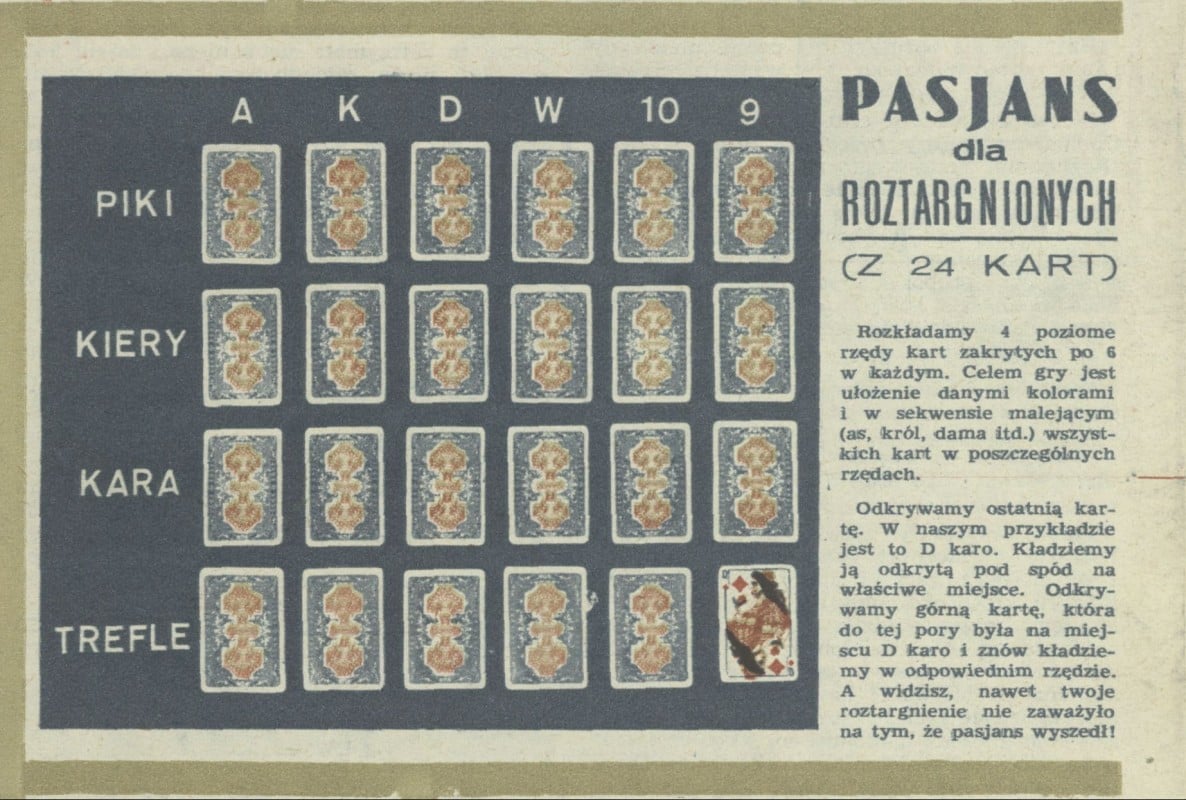 A K D W 10 9
PIKI
KIERY
KARA
TREFLE
PASJANS
dla
ROZTARGNIONYCH
(Z 24 KART)
Rozkładamy 4 poziome
rzędy kart zakrytych po 6
w każdym. Celem gry jest
ułożenie danymi kolorami
i w sekwensie malejącym
(as, król, dama itd.) wszyst-
kich kart w poszczególnych
rzędach.
Odkrywamy ostatnią kar-
tę. W naszym przykładzie
jest to D karo. Kładziemy
ją odkrytą pod spód na
właściwe miejsce. Odkry-
wamy górną kartę, która
do tej pory była na miej-
scu D karo i znów kładzie-
my w odpowiednim rzędzie.
A widzisz, nawet twoje
roztargnienie nie zaważyło
na tym, że pasjans wyszedł!